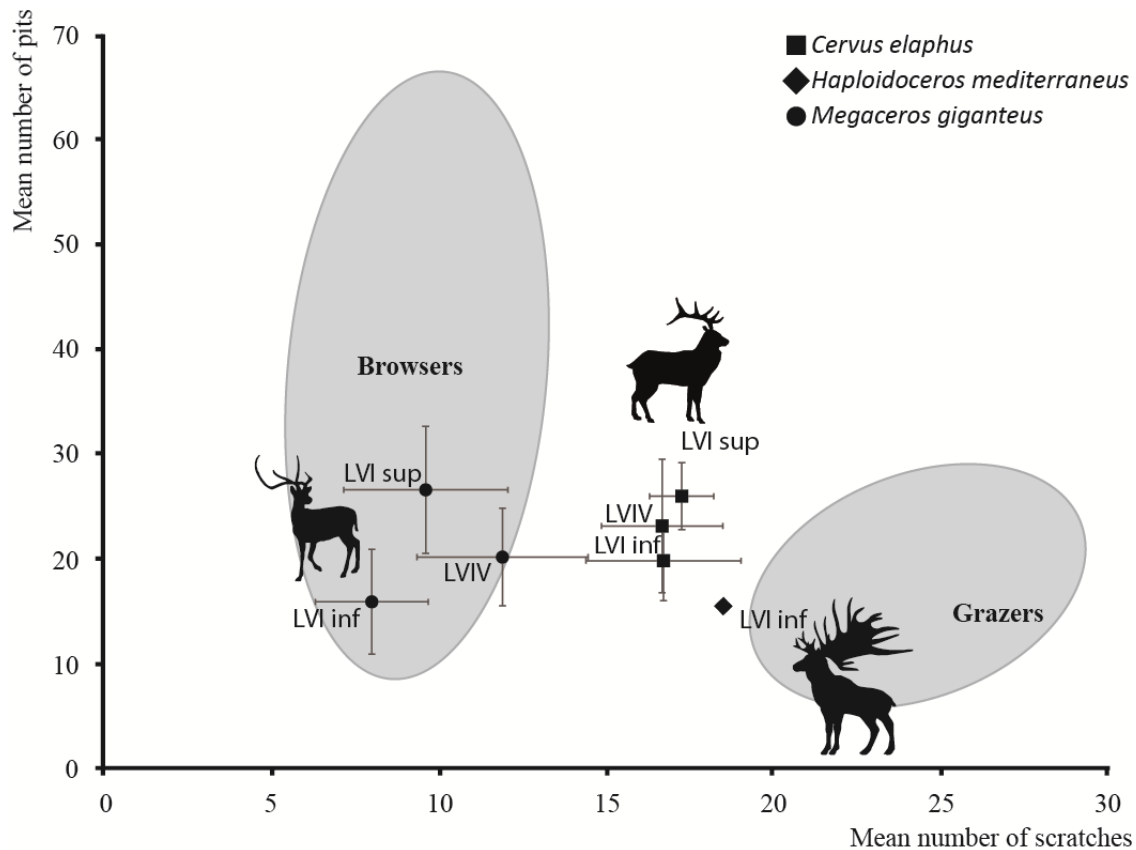 Mean number of pits
70
60
50
40
30
20
10
0
Cervus elaphus
Haploidoceros mediterraneus
Megaceros giganteus
Browsers
LVI sup
LVI sup
LVIV
LVI inf
LVIV
LVI inf
LVI inf
Grazers
0 5 10 15 20 25 30
Mean number of scratches